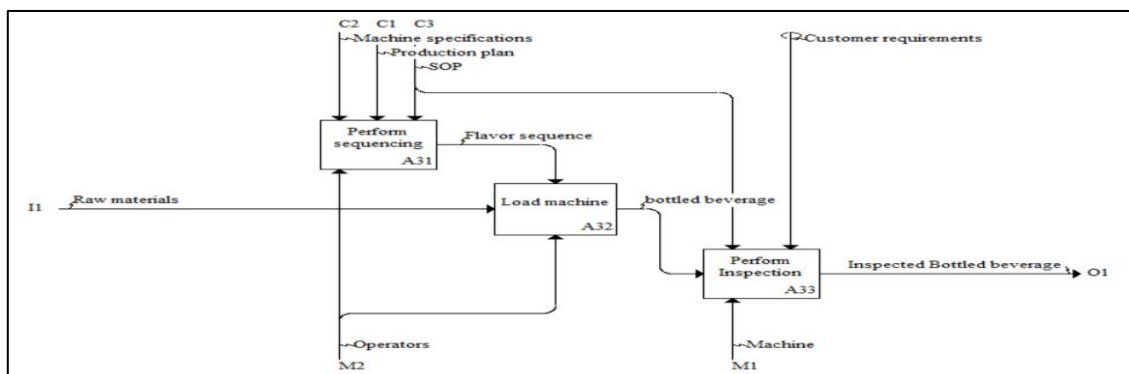 C2 C1 C3
Machine specifications
Production plan
SOP
Customer requirements
Perform
sequencing
A31
Flavor sequence
I1
Raw materials
Load machine
A32
bottled beverage
Perform
Inspection
A33
Inspected Bottled beverage
O1
Operators
M2
Machine
M1